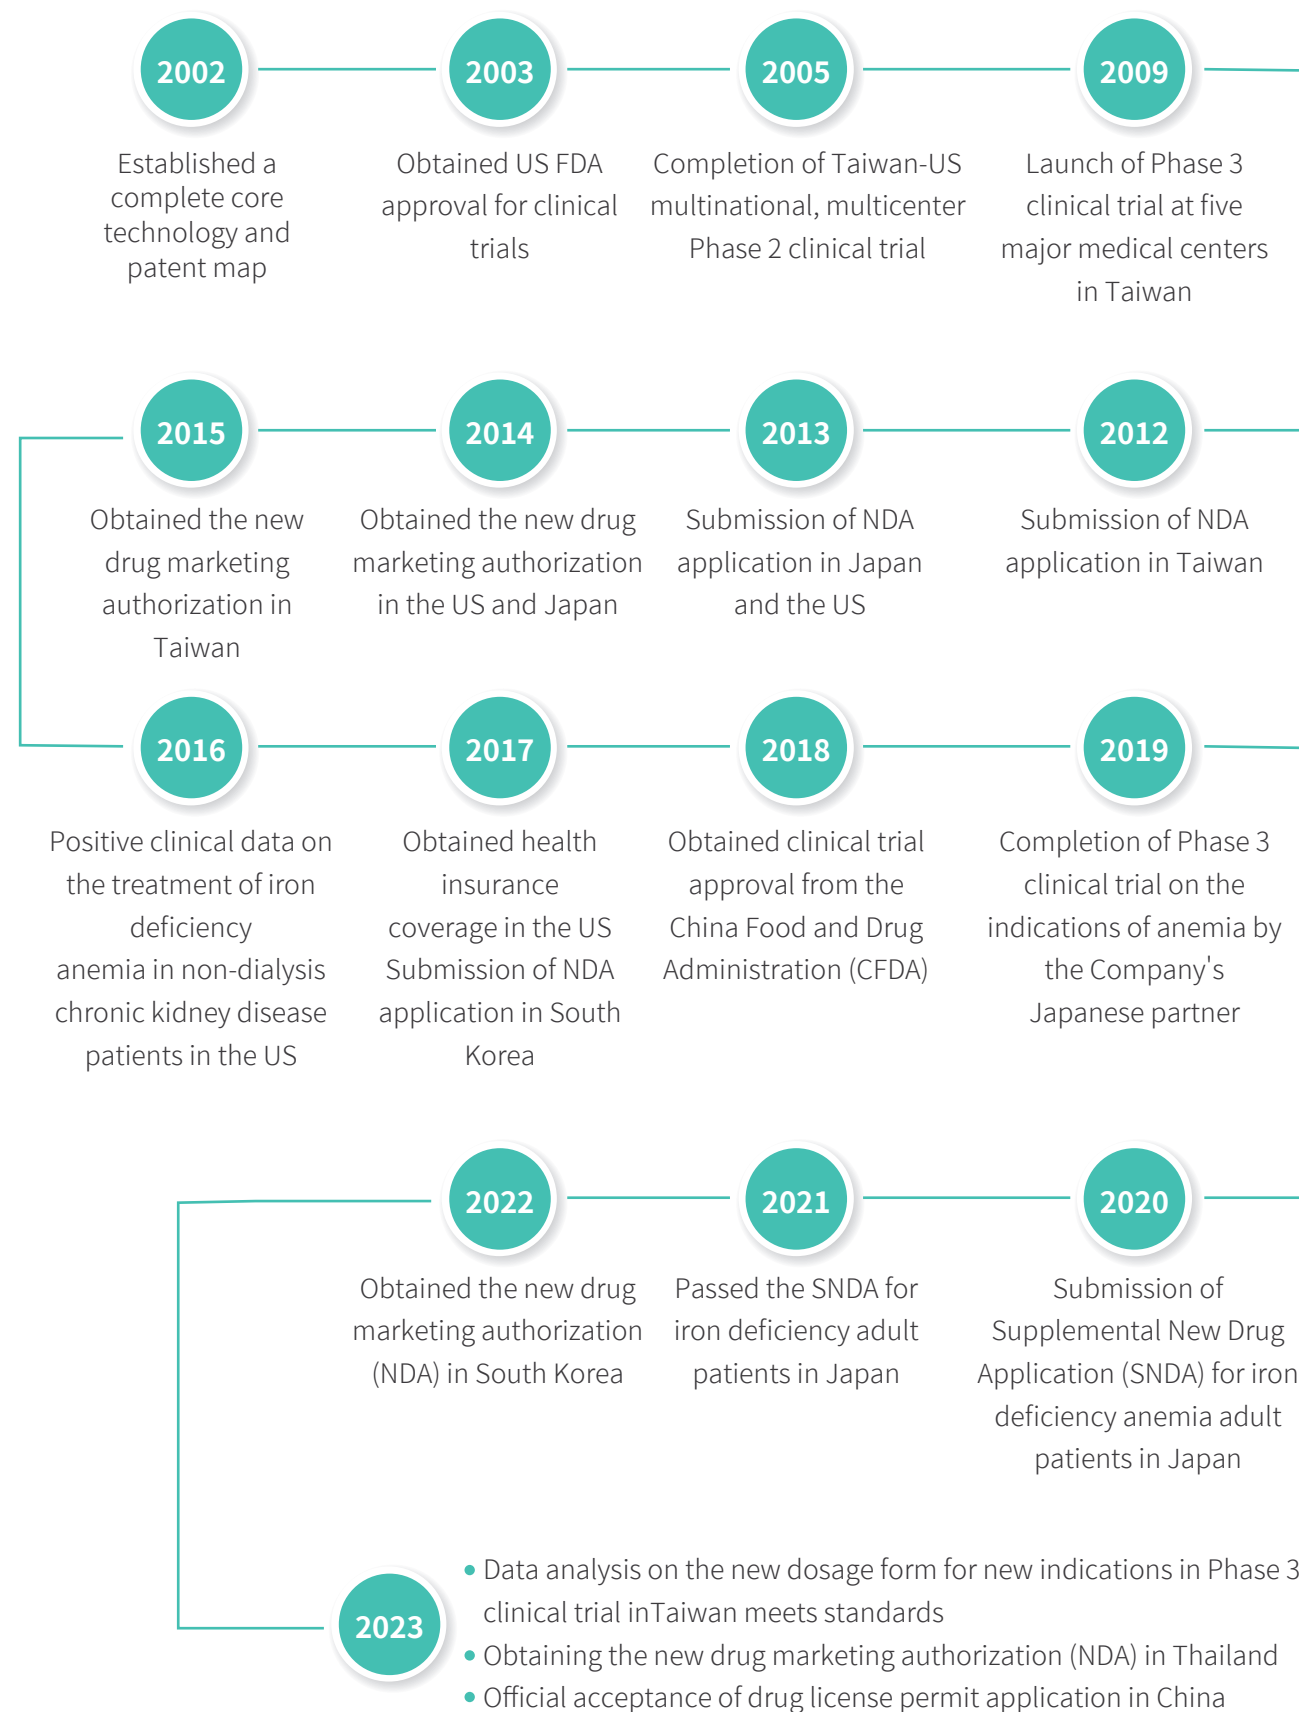 2002
Established a
complete core
technology and
patent map
2003
Obtained US FDA
approval for clinical
trials
2005
Completion of Taiwan-US
multinational, multicenter
Phase 2 clinical trial
2009
Launch of Phase 3
clinical trial at five
major medical centers
in Taiwan
2015
Obtained the new
drug marketing
authorization in
Taiwan
2014
Obtained the new drug
marketing authorization
in the US and Japan
2013
Submission of NDA
application in Japan
and the US
2012
Submission of NDA
application in Taiwan
2016
Positive clinical data on
the treatment of iron
deficiency
anemia in non-dialysis
chronic kidney disease
patients in the US
2017
Obtained health
insurance
coverage in the US
Submission of NDA
application in South
Korea
2018
Obtained clinical trial
approval from the
China Food and Drug
Administration (CFDA)
2019
Completion of Phase 3
clinical trial on the
indications of anemia by
the Company's
Japanese partner
2022
Obtained the new drug
marketing authorization
(NDA) in South Korea
2021
Passed the SNDA for
iron deficiency adult
patients in Japan
2020
Submission of
Supplemental New Drug
Application (SNDA) for iron
deficiency anemia adult
patients in Japan
2023
• Data analysis on the new dosage form for new indications in Phase 3
clinical trial inTaiwan meets standards
• Obtaining the new drug marketing authorization (NDA) in Thailand
• Official acceptance of drug license permit application in China